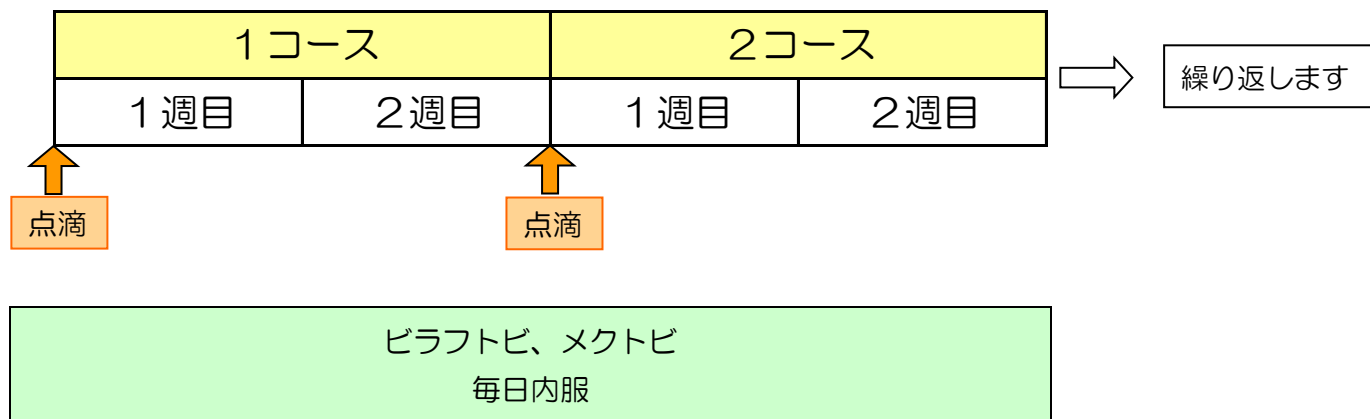 １コース
２コース
１週目
２週目
１週目
２週目
繰り返します
点滴
点滴
ビラフトビ、メクトビ
毎日内服